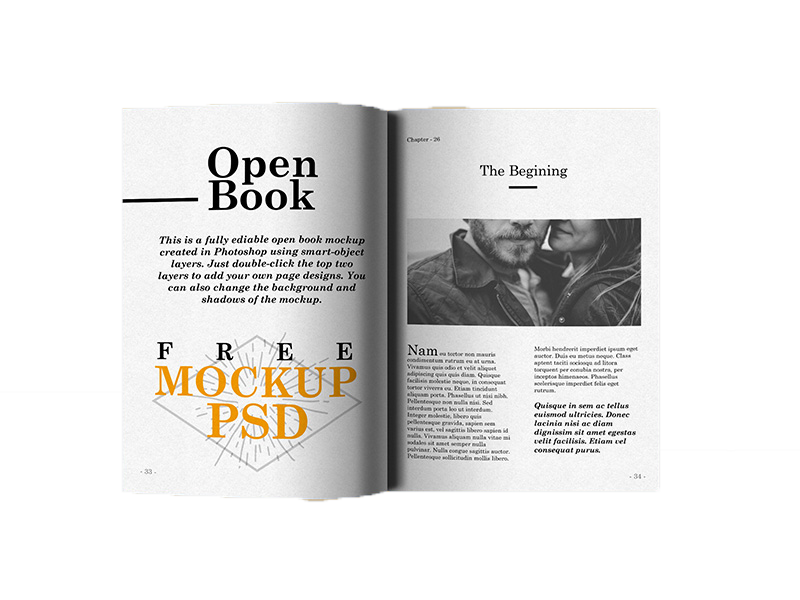 Open
Book
This is a fully ediable open book mockup
created in Photoshop using smart-object
layers. Just double-click the top two
layers to add your own page designs. You
can also change the background and
shadows of the mockup.
F R E E
MOCKUP
PSD
- 33 -
Chapter - 26
The Begining
Nam eu tortor non mauris
condimentum rutrum eu at urna.
Vivamus quis odio et velit aliquet
adipiscing quis quis diam. Quisque
facilisis molestie neque, in consequat
tortor viverra eu. Etiam tincidunt
aliquam porta. Phasellus ut nisi nibh.
Pellentesque non nulla nisi. Sed
interdum porta leo ut interdum.
Integer molestie, libero quis
pellentesque gravida, sapien sem
varius est, vel sagittis libero sapien id
nulla. Vivamus aliquam nulla vitae mi
sodales sit amet semper nulla
pulvinar. Nulla congue sagittis auctor.
Pellentesque sollicitudin mollis libero.
Morbi hendrerit imperdiet ipsum eget
auctor. Duis eu metus neque. Class
aptent taciti sociosqu ad litora
torquent per conubia nostra, per
inceptos himenaeos. Phasellus
scelerisque imperdiet felis eget
rutrum.
Quisque in sem ac tellus
euismod ultricies. Donec
lacinia nisi ac diam
dignissim sit amet egestas
velit facilisis. Etiam vel
consequat purus.
- 34 -